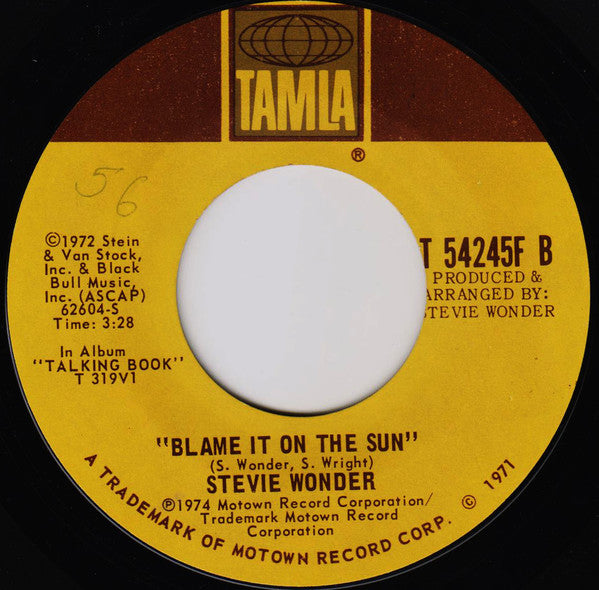 TAMLA
®
56
©1972 Stein
& Van Stock,
Inc. & Black
Bull Music,
Inc. (ASCAP)
62604-S
Time: 3:28
In Album
"TALKING BOOK"
T 319V1
T 54245F B
PRODUCED &
ARRANGED BY:
STEVIE WONDER
"BLAME IT ON THE SUN"
(S. Wonder, S. Wright)
STEVIE WONDER
℗1974 Motown Record Corporation/
Trademark Motown Record
Corporation
A TRADEMARK OF MOTOWN RECORD CORP. © 1971